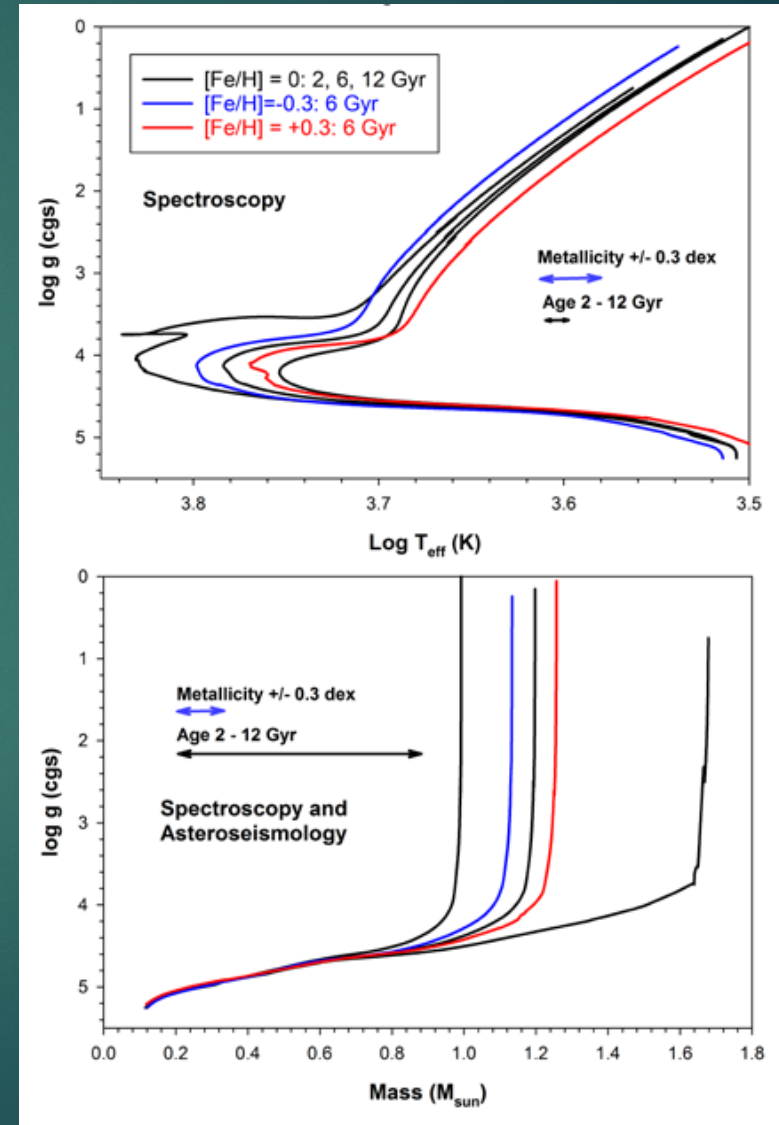 0
[Fe/H] = 0: 2, 6, 12 Gyr
[Fe/H]=-0.3: 6 Gyr
[Fe/H] = +0.3: 6 Gyr
1
Spectroscopy
2
log g (cgs)
Metallicity +/- 0.3 dex
3
Age 2 - 12 Gyr
4
5
3.8 3.7 3.6 3.5
Log Teff (K)
0
1
Metallicity +/- 0.3 dex
Age 2 - 12 Gyr
2
log g (cgs)
Spectroscopy and
Asteroseismology
3
4
5
0.0 0.2 0.4 0.6 0.8 1.0 1.2 1.4 1.6 1.8
Mass (Msun)